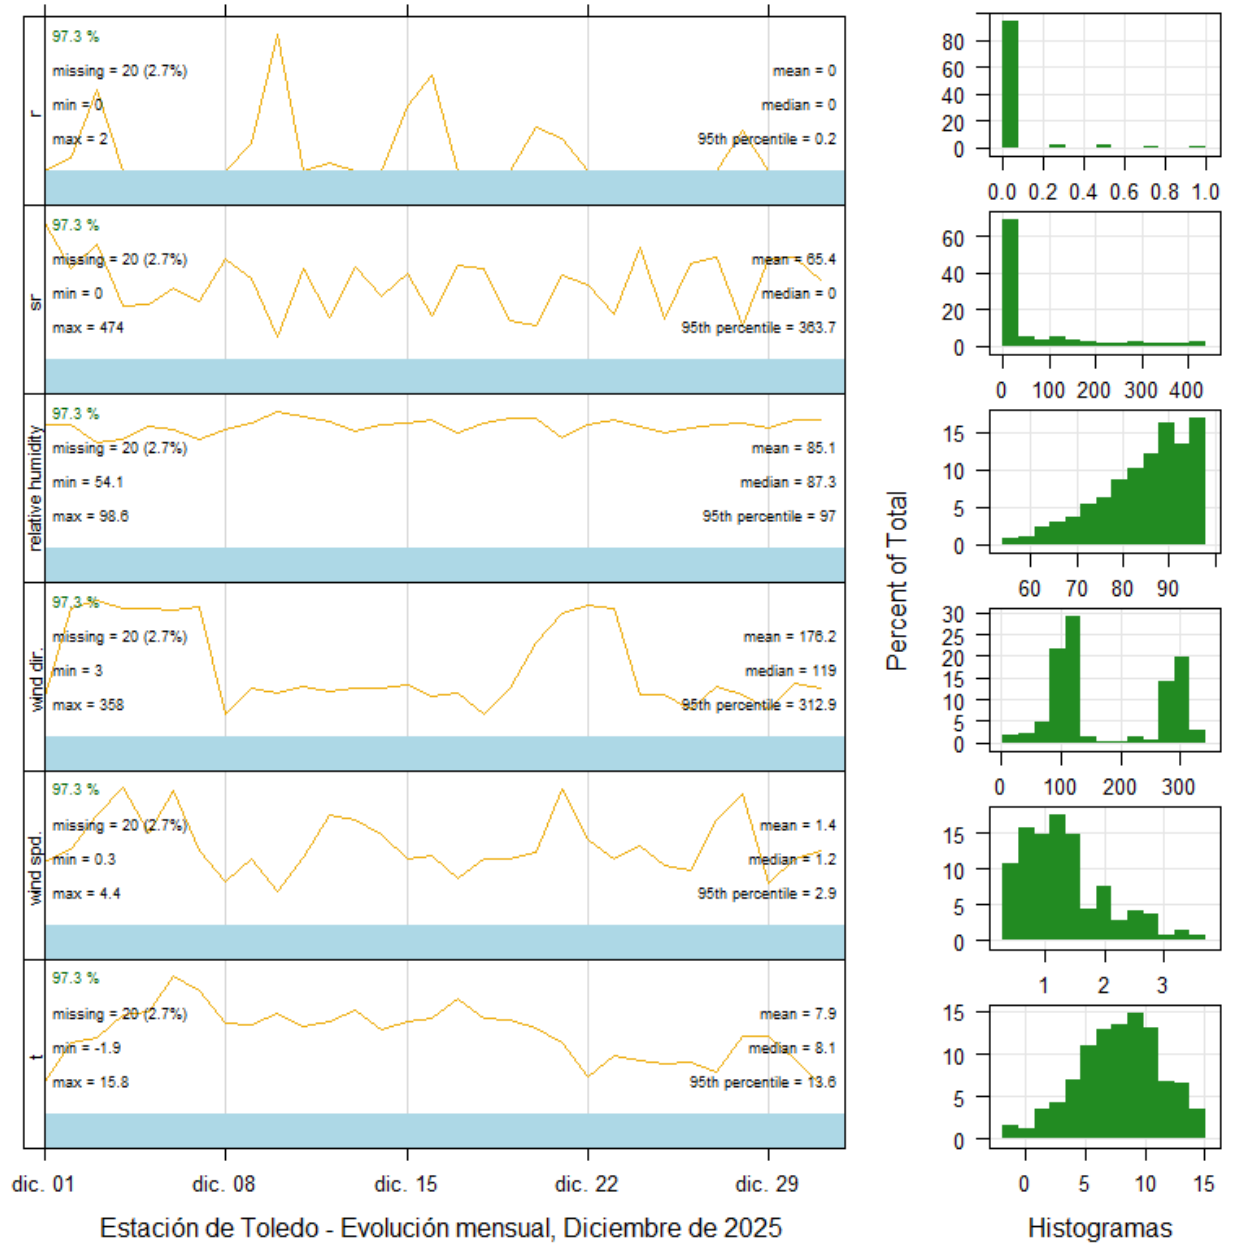 r
97.3 %
missing = 20 (2.7%)
min = 0
max = 2
mean = 0
median = 0
95th percentile = 0.2
sr
97.3 %
missing = 20 (2.7%)
min = 0
max = 474
mean = 65.4
median = 0
95th percentile = 363.7
relative humidity
97.3 %
missing = 20 (2.7%)
min = 54.1
max = 98.6
mean = 85.1
median = 87.3
95th percentile = 97
wind dir.
97.3 %
missing = 20 (2.7%)
min = 3
max = 358
mean = 176.2
median = 119
95th percentile = 312.9
wind spd.
97.3 %
missing = 20 (2.7%)
min = 0.3
max = 4.4
mean = 1.4
median = 1.2
95th percentile = 2.9
t
97.3 %
missing = 20 (2.7%)
min = -1.9
max = 15.8
mean = 7.9
median = 8.1
95th percentile = 13.6
dic. 01 dic. 08 dic. 15 dic. 22 dic. 29
Estación de Toledo - Evolución mensual, Diciembre de 2025
Percent of Total
80
60
40
20
0
0.0 0.2 0.4 0.6 0.8 1.0
60
40
20
0
0 100 200 300 400
15
10
5
0
60 70 80 90
30
25
20
15
10
5
0
0 100 200 300
15
10
5
0
1 2 3
15
10
5
0
0 5 10 15
Histogramas